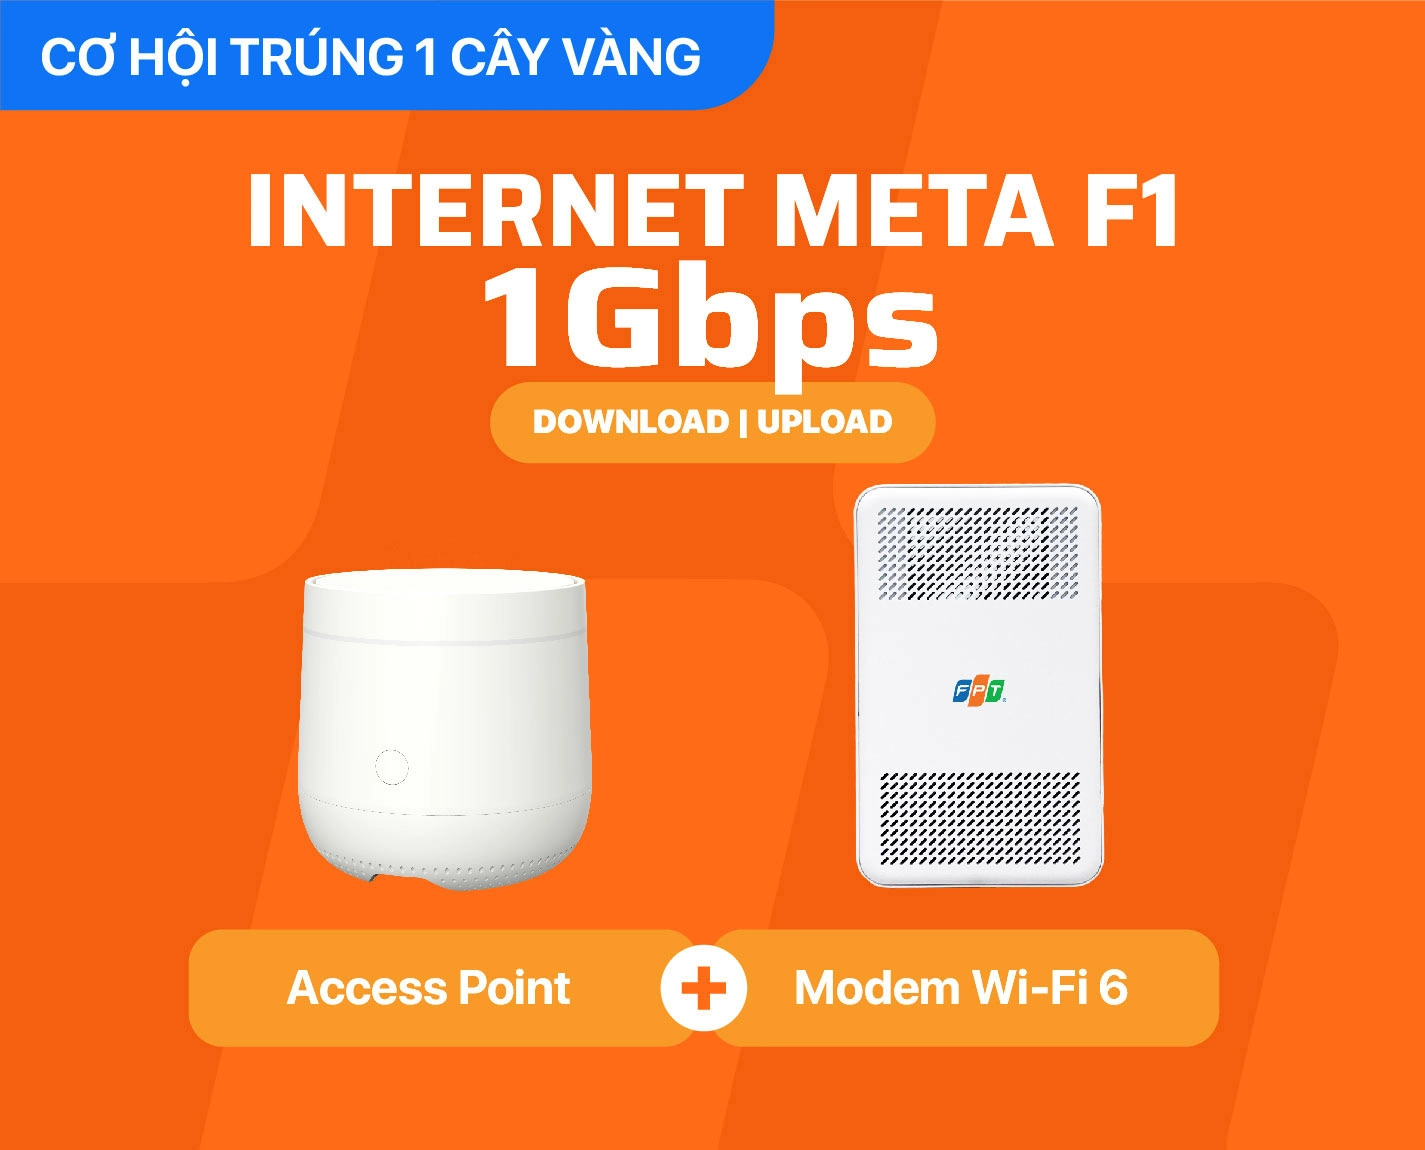 CƠ HỘI TRÚNG 1 CÂY VÀNG
INTERNET META F1
1Gbps
DOWNLOAD | UPLOAD
FPT
Access Point + Modem Wi-Fi 6